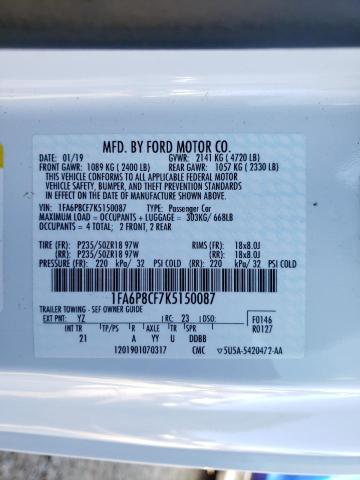 MFD. BY FORD MOTOR CO.
DATE: 01/19 GVWR: 2141 KG ( 4720 LB)
FRONT GAWR: 1089 KG ( 2400 LB) REAR GAWR: 1057 KG ( 2330 LB)
THIS VEHICLE CONFORMS TO ALL APPLICABLE FEDERAL MOTOR
VEHICLE SAFETY, BUMPER, AND THEFT PREVENTION STANDARDS
IN EFFECT ON THE DATE OF MANUFACTURE SHOWN ABOVE.
VIN: 1FA6P8CF7K5150087 TYPE: Passenger Car
MAXIMUM LOAD = OCCUPANTS + LUGGAGE = 303KG/ 668LB
OCCUPANTS: 4 TOTAL: 2 FRONT, 2 REAR
TIRE (FR): P235/50ZR18 97W RIMS (FR): 18x8.0J
(RR): P235/50ZR18 97W (RR): 18x8.0J
PRESSURE (FR): 220 kPa/ 32 PSI COLD (RR): 220 kPa/ 32 PSI COLD
1FA6P8CF7K5150087
TRAILER TOWING - SEE OWNER GUIDE
EXT PNT: YZ RC: 23 DSO: F0146
R0127
INT TR TP/PS R AXLE TR SPR
21 A YY U DDBB
1201901070317 CMC ▽5USA-5420472-AA